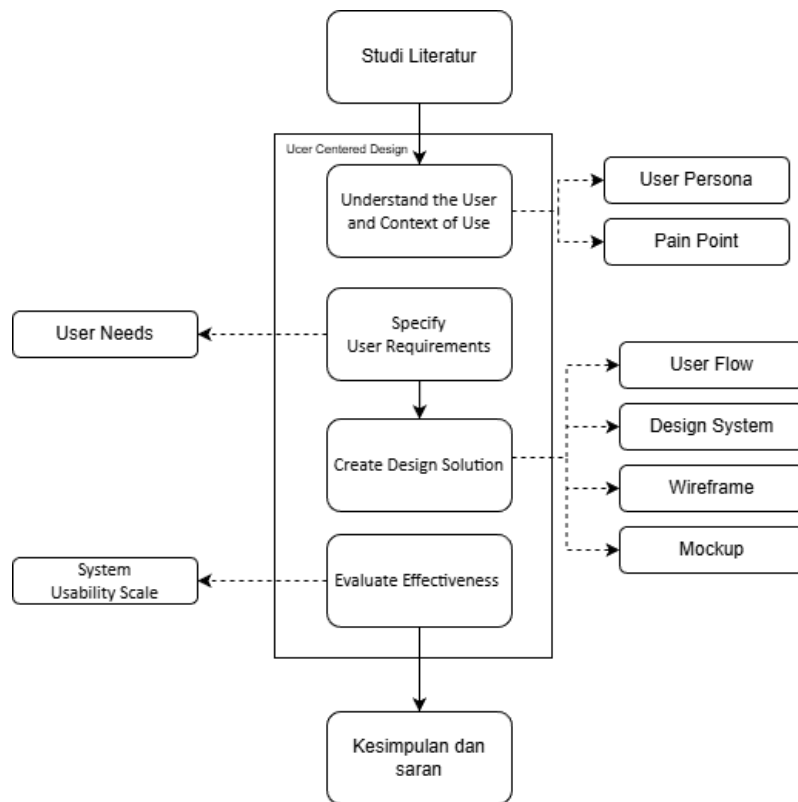 Studi Literatur
Ucer Centered Design
Understand the User
and Context of Use
User Persona
Pain Point
Specify
User Requirements
User Needs
Create Design Solution
User Flow
Design System
Wireframe
Mockup
Evaluate Effectiveness
System
Usability Scale
Kesimpulan dan
saran